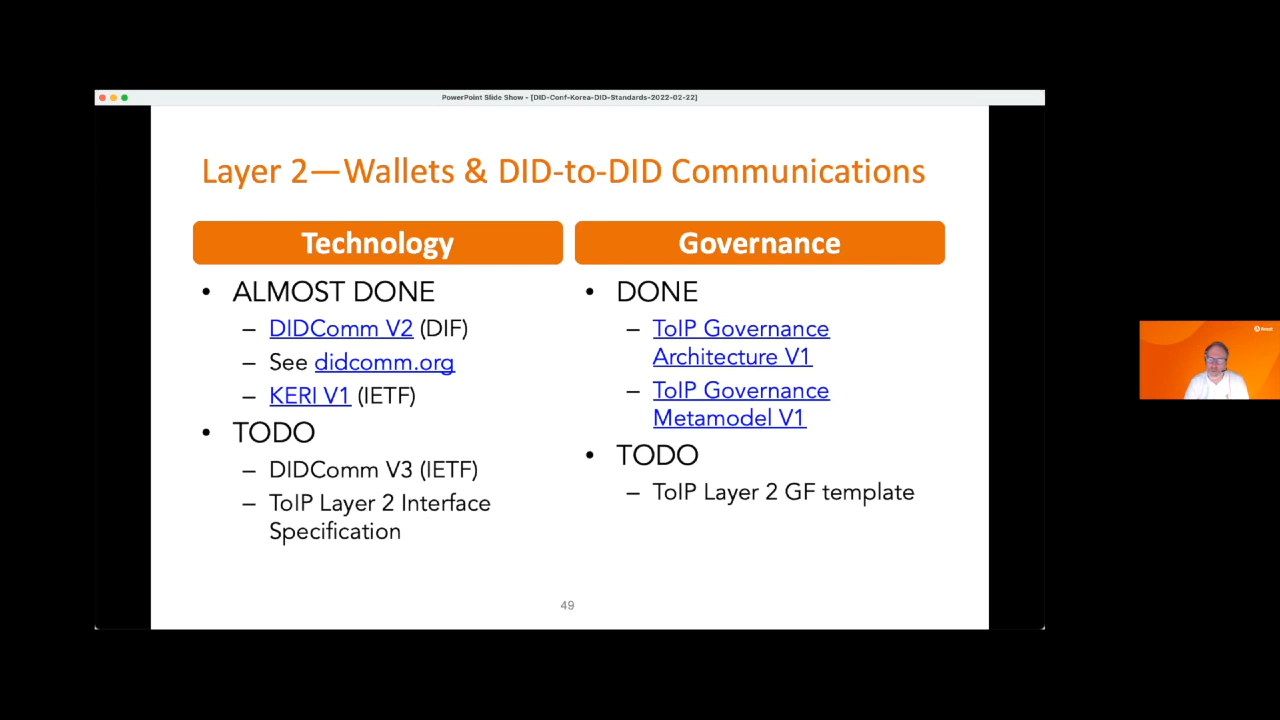 PowerPoint Slide Show - [DID-Conf-Korea-DID-Standards-2022-02-22]
Layer 2—Wallets & DID-to-DID Communications
Technology
• ALMOST DONE
– DIDComm V2 (DIF)
– See didcomm.org
– KERI V1 (IETF)
• TODO
– DIDComm V3 (IETF)
– ToIP Layer 2 Interface
Specification
Governance
• DONE
– ToIP Governance
Architecture V1
– ToIP Governance
Metamodel V1
• TODO
– ToIP Layer 2 GF template
49